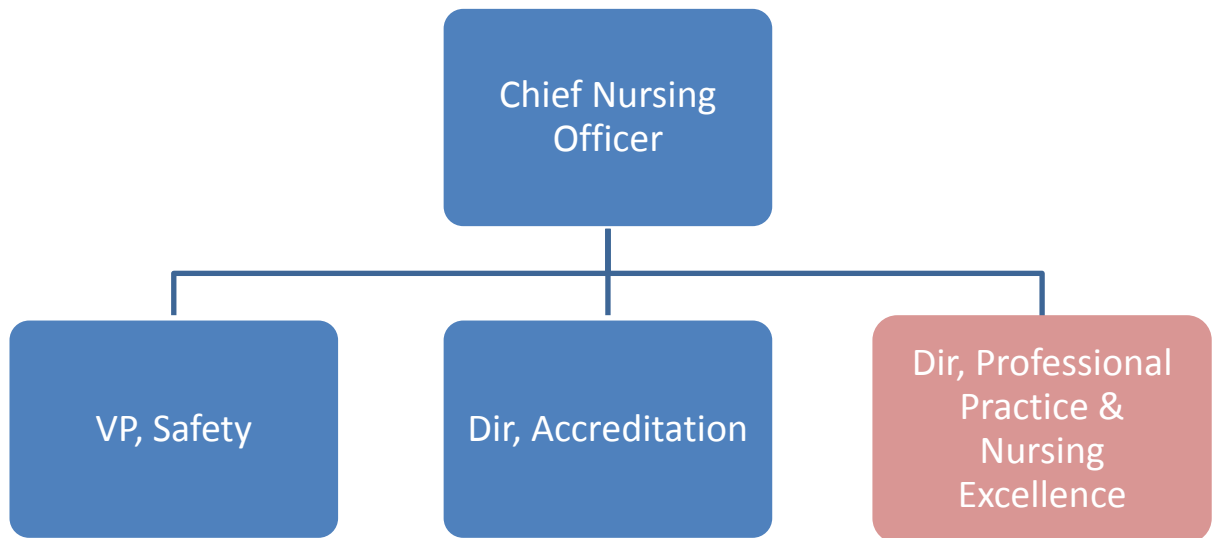 Chief Nursing
Officer
VP, Safety
Dir, Accreditation
Dir, Professional
Practice &
Nursing
Excellence